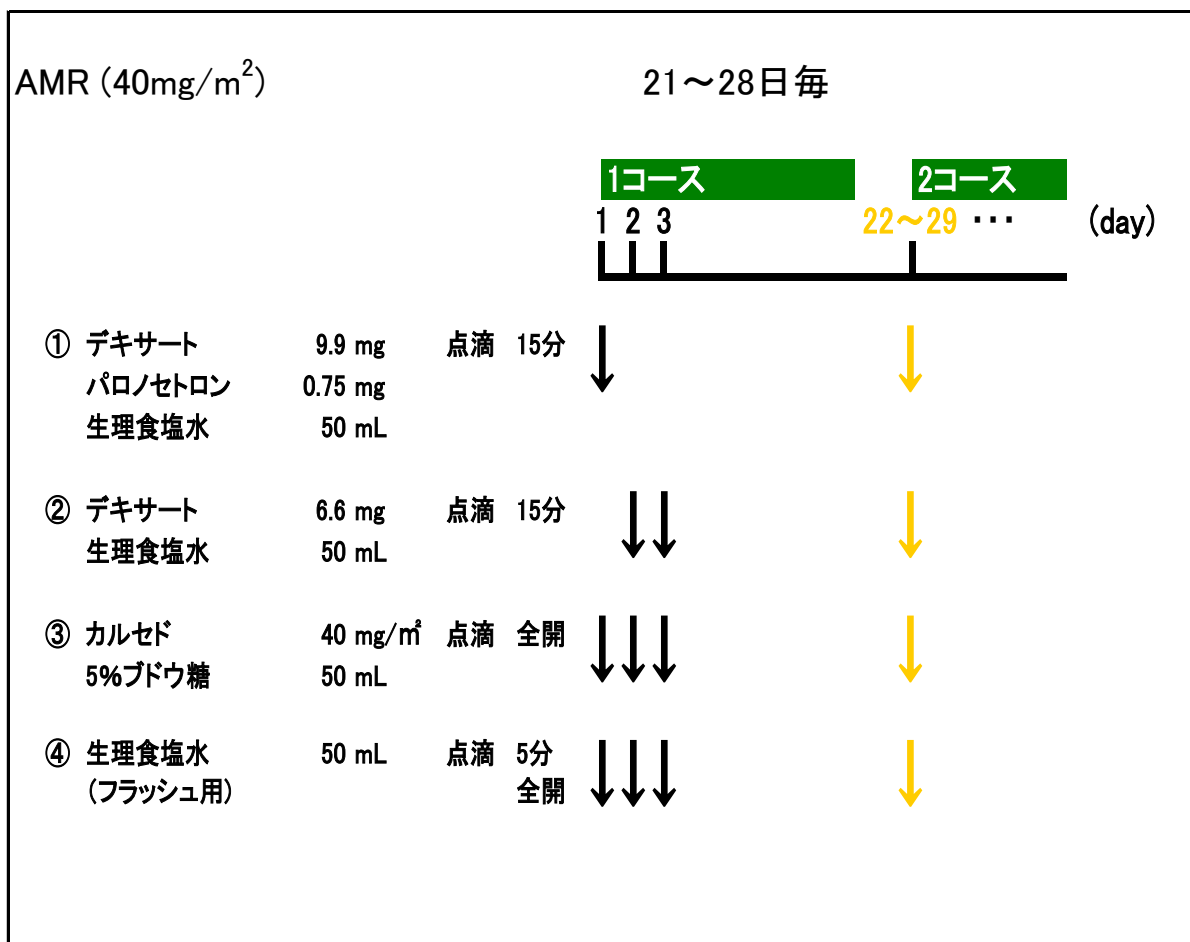 AMR (40mg/m²) 21～28日毎
1コース 2コース
1 2 3 22～29 ･･･ (day)
① デキサート 9.9 mg 点滴 15分
パロノセトロン 0.75 mg
生理食塩水 50 mL
② デキサート 6.6 mg 点滴 15分
生理食塩水 50 mL
③ カルセド 40 mg/㎡ 点滴 全開
5%ブドウ糖 50 mL
④ 生理食塩水 50 mL 点滴 5分
(フラッシュ用) 全開